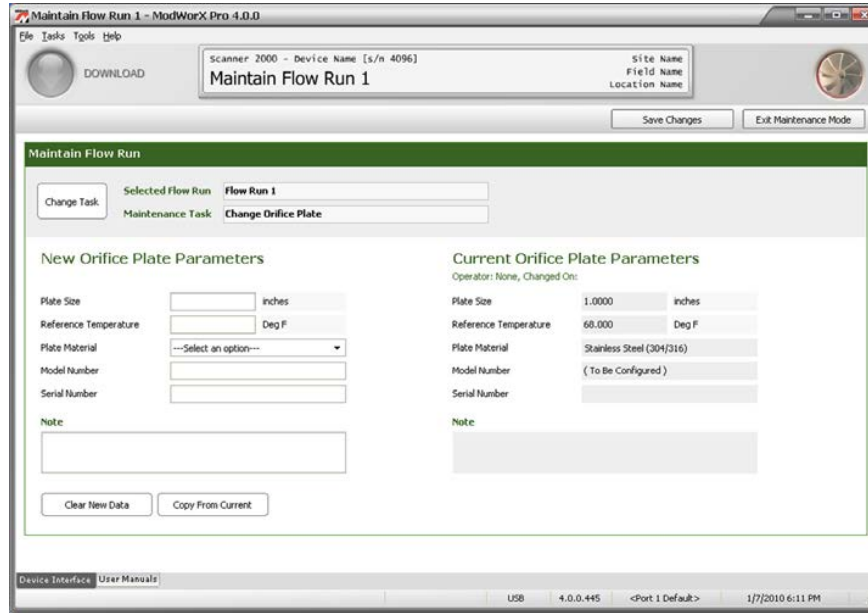 Maintain Flow Run 1 - ModWorX Pro 4.0.0
File Tasks Tools Help
DOWNLOAD
Scanner 2000 - Device Name [s/n 4096]
Maintain Flow Run 1
Site Name
Field Name
Location Name
Save Changes
Exit Maintenance Mode
Maintain Flow Run
Change Task
Selected Flow Run Flow Run 1
Maintenance Task Change Orifice Plate
New Orifice Plate Parameters
Plate Size inches
Reference Temperature Deg F
Plate Material ---Select an option---
Model Number
Serial Number
Note
Clear New Data Copy From Current
Current Orifice Plate Parameters
Operator: None, Changed On:
Plate Size 1.0000 inches
Reference Temperature 68.000 Deg F
Plate Material Stainless Steel (304/316)
Model Number ( To Be Configured )
Serial Number
Note
Device Interface User Manuals
USB 4.0.0.445 <Port 1 Default> 1/7/2010 6:11 PM